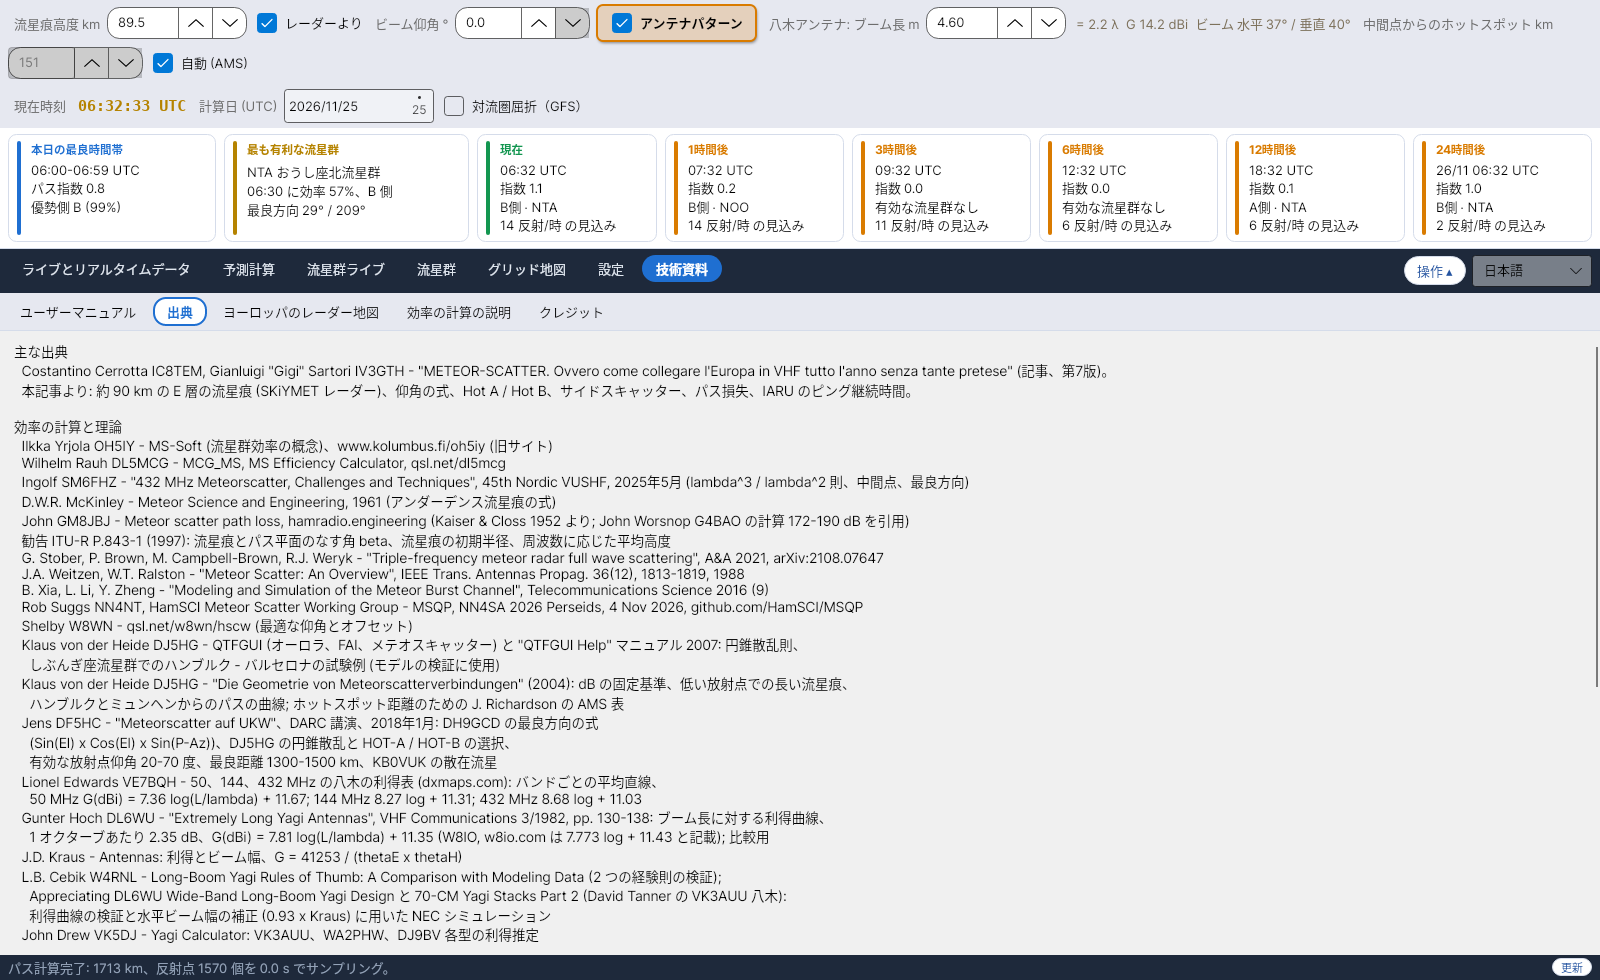 流星痕高度 km 89.5 レーダーより ビーム仰角 ° 0.0 アンテナパターン 八木アンテナ: ブーム長 m 4.60 = 2.2 λ G 14.2 dBi ビーム 水平 37° / 垂直 40° 中間点からのホットスポット km
151 自動 (AMS)
現在時刻 06:32:33 UTC 計算日 (UTC) 2026/11/25 25 対流圏屈折（GFS）
本日の最良時間帯
06:00-06:59 UTC
パス指数 0.8
優勢側 B (99%)
最も有利な流星群
NTA おうし座北流星群
06:30 に効率 57%、B 側
最良方向 29° / 209°
現在
06:32 UTC
指数 1.1
B側 · NTA
14 反射/時 の見込み
1時間後
07:32 UTC
指数 0.2
B側 · NOO
14 反射/時 の見込み
3時間後
09:32 UTC
指数 0.0
有効な流星群なし
11 反射/時 の見込み
6時間後
12:32 UTC
指数 0.0
有効な流星群なし
6 反射/時 の見込み
12時間後
18:32 UTC
指数 0.1
A側 · NTA
6 反射/時 の見込み
24時間後
26/11 06:32 UTC
指数 1.0
B側 · NTA
2 反射/時 の見込み
ライブとリアルタイムデータ 予測計算 流星群ライブ 流星群 グリッド地図 設定 技術資料 操作 ▴ 日本語
ユーザーマニュアル 出典 ヨーロッパのレーダー地図 効率の計算の説明 クレジット
主な出典
Costantino Cerrotta IC8TEM, Gianluigi "Gigi" Sartori IV3GTH - "METEOR-SCATTER. Ovvero come collegare l'Europa in VHF tutto l'anno senza tante pretese" (記事、第7版)。
本記事より: 約 90 km の E 層の流星痕 (SKiYMET レーダー)、仰角の式、Hot A / Hot B、サイドスキャッター、パス損失、IARU のピング継続時間。
効率の計算と理論
Ilkka Yrjola OH5IY - MS-Soft (流星群効率の概念)、www.kolumbus.fi/oh5iy (旧サイト)
Wilhelm Rauh DL5MCG - MCG_MS, MS Efficiency Calculator, qsl.net/dl5mcg
Ingolf SM6FHZ - "432 MHz Meteorscatter, Challenges and Techniques", 45th Nordic VUSHF, 2025年5月 (lambda^3 / lambda^2 則、中間点、最良方向)
D.W.R. McKinley - Meteor Science and Engineering, 1961 (アンダーデンス流星痕の式)
John GM8JBJ - Meteor scatter path loss, hamradio.engineering (Kaiser & Closs 1952 より; John Worsnop G4BAO の計算 172-190 dB を引用)
勧告 ITU-R P.843-1 (1997): 流星痕とパス平面のなす角 beta、流星痕の初期半径、周波数に応じた平均高度
G. Stober, P. Brown, M. Campbell-Brown, R.J. Weryk - "Triple-frequency meteor radar full wave scattering", A&A 2021, arXiv:2108.07647
J.A. Weitzen, W.T. Ralston - "Meteor Scatter: An Overview", IEEE Trans. Antennas Propag. 36(12), 1813-1819, 1988
B. Xia, L. Li, Y. Zheng - "Modeling and Simulation of the Meteor Burst Channel", Telecommunications Science 2016 (9)
Rob Suggs NN4NT, HamSCI Meteor Scatter Working Group - MSQP, NN4SA 2026 Perseids, 4 Nov 2026, github.com/HamSCI/MSQP
Shelby W8WN - qsl.net/w8wn/hscw (最適な仰角とオフセット)
Klaus von der Heide DJ5HG - QTFGUI (オーロラ、FAI、メテオスキャッター) と "QTFGUI Help" マニュアル 2007: 円錐散乱則、
しぶんぎ座流星群でのハンブルク - バルセロナの試験例 (モデルの検証に使用)
Klaus von der Heide DJ5HG - "Die Geometrie von Meteorscatterverbindungen" (2004): dB の固定基準、低い放射点での長い流星痕、
ハンブルクとミュンヘンからのパスの曲線; ホットスポット距離のための J. Richardson の AMS 表
Jens DF5HC - "Meteorscatter auf UKW"、DARC 講演、2018年1月: DH9GCD の最良方向の式
(Sin(El) x Cos(El) x Sin(P-Az))、DJ5HG の円錐散乱と HOT-A / HOT-B の選択、
有効な放射点仰角 20-70 度、最良距離 1300-1500 km、KB0VUK の散在流星
Lionel Edwards VE7BQH - 50、144、432 MHz の八木の利得表 (dxmaps.com): バンドごとの平均直線、
50 MHz G(dBi) = 7.36 log(L/lambda) + 11.67; 144 MHz 8.27 log + 11.31; 432 MHz 8.68 log + 11.03
Gunter Hoch DL6WU - "Extremely Long Yagi Antennas", VHF Communications 3/1982, pp. 130-138: ブーム長に対する利得曲線、
1 オクターブあたり 2.35 dB、G(dBi) = 7.81 log(L/lambda) + 11.35 (W8IO, w8io.com は 7.773 log + 11.43 と記載); 比較用
J.D. Kraus - Antennas: 利得とビーム幅、G = 41253 / (thetaE x thetaH)
L.B. Cebik W4RNL - Long-Boom Yagi Rules of Thumb: A Comparison with Modeling Data (2 つの経験則の検証);
Appreciating DL6WU Wide-Band Long-Boom Yagi Design と 70-CM Yagi Stacks Part 2 (David Tanner の VK3AUU 八木):
利得曲線の検証と水平ビーム幅の補正 (0.93 x Kraus) に用いた NEC シミュレーション
John Drew VK5DJ - Yagi Calculator: VK3AUU、WA2PHW、DJ9BV 各型の利得推定
パス計算完了: 1713 km、反射点 1570 個を 0.0 s でサンプリング。 更新